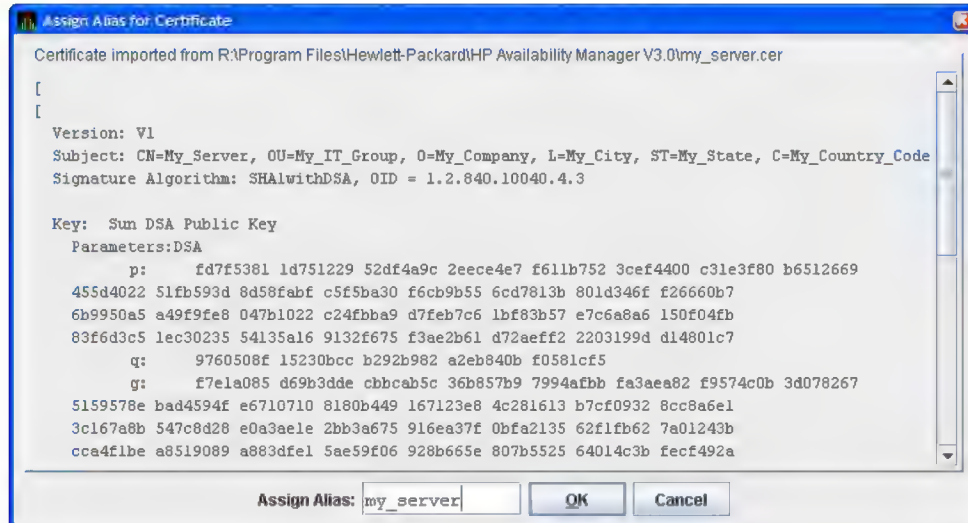 Assign Alias for Certificate
Certificate imported from R:\Program Files\Hewlett-Packard\HP Availability Manager V3.0\my_server.cer
[
[
Version: V1
Subject: CN=My_Server, OU=My_IT_Group, O=My_Company, L=My_City, ST=My_State, C=My_Country_Code
Signature Algorithm: SHA1withDSA, OID = 1.2.840.10040.4.3
Key: Sun DSA Public Key
Parameters:DSA
p: fd7f5381 1d751229 52df4a9c 2eece4e7 f611b752 3cef4400 c31e3f80 b6512669
455d4022 51fb593d 8d58fabf c5f5ba30 f6cb9b55 6cd7813b 801d346f f26660b7
6b9950a5 a49f9fe8 047b1022 c24fbba9 d7feb7c6 1bf83b57 e7c6a8a6 150f04fb
83f6d3c5 1ec30235 54135a16 9132f675 f3ae2b61 d72aeff2 2203199d d14801c7
q: 9760508f 15230bcc b292b982 a2eb840b f0581cf5
g: f7e1a085 d69b3dde cbbcab5c 36b857b9 7994afbb fa3aea82 f9574c0b 3d078267
5159578e bad4594f e6710710 8180b449 167123e8 4c281613 b7cf0932 8cc8a6e1
3c167a8b 547c8d28 e0a3ae1e 2bb3a675 916ea37f 0bfa2135 62f1fb62 7a01243b
cca4f1be a8519089 a883dfe1 5ae59f06 928b665e 807b5525 64014c3b fecf492a
Assign Alias: my_server OK Cancel